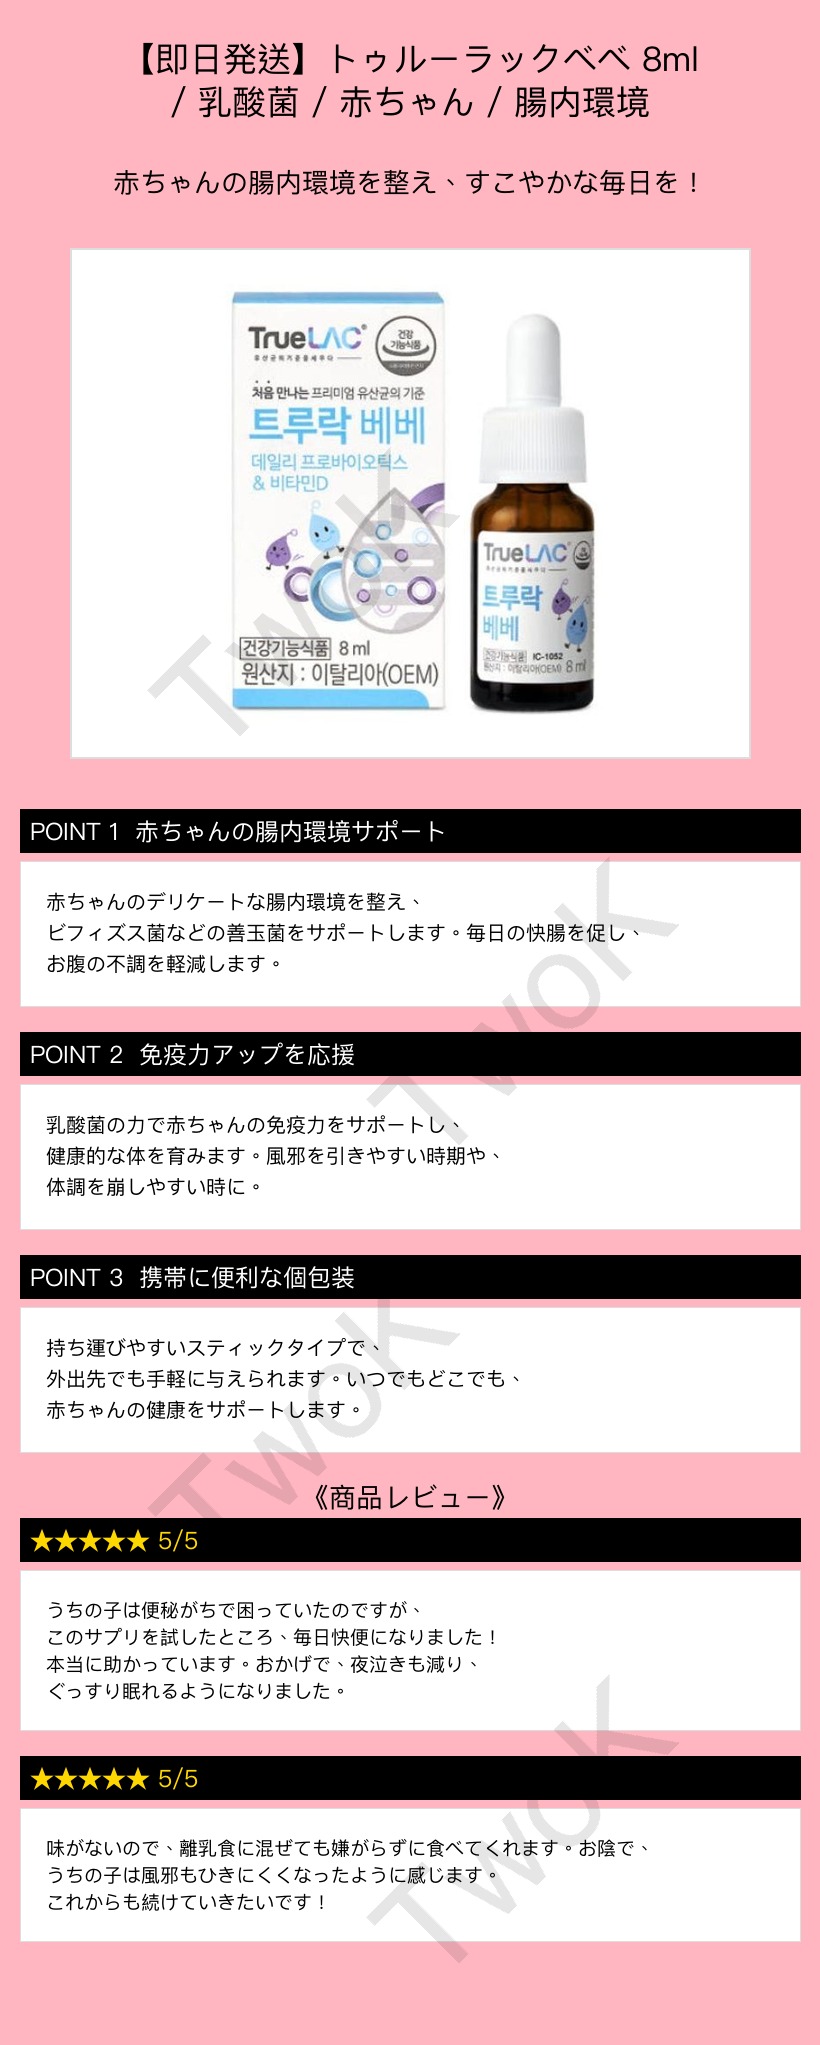 【即日発送】トゥルーラックべべ 8ml
/ 乳酸菌 / 赤ちゃん / 腸内環境
赤ちゃんの腸内環境を整え、すこやかな毎日を！
TrueLAC
유산균의 기준을 세우다
건강
기능식품
처음 만나는 프리미엄 유산균의 기준
트루락 베베
데일리 프로바이오틱스
& 비타민D
건강기능식품 8 ml
원산지 : 이탈리아(OEM)
TrueLAC
유산균의 기준을 세우다
트루락
베베
건강기능식품 IC-1052
원산지 : 이탈리아(OEM) 8 ml
TwoK
POINT 1 赤ちゃんの腸内環境サポート
赤ちゃんのデリケートな腸内環境を整え、
ビフィズス菌などの善玉菌をサポートします。毎日の快腸を促し、
お腹の不調を軽減します。
TwoK
POINT 2 免疫力アップを応援
乳酸菌の力で赤ちゃんの免疫力をサポートし、
健康的な体を育みます。風邪を引きやすい時期や、
体調を崩しやすい時に。
POINT 3 携帯に便利な個包装
持ち運びやすいスティックタイプで、
外出先でも手軽に与えられます。いつでもどこでも、
赤ちゃんの健康をサポートします。
TwoK
《商品レビュー》
★★★★★ 5/5
うちの子は便秘がちで困っていたのですが、
このサプリを試したところ、毎日快便になりました！
本当に助かっています。おかげで、夜泣きも減り、
ぐっすり眠れるようになりました。
★★★★★ 5/5
味がないので、離乳食に混ぜても嫌がらずに食べてくれます。お陰で、
うちの子は風邪もひきにくくなったように感じます。
これからも続けていきたいです！
TwoK